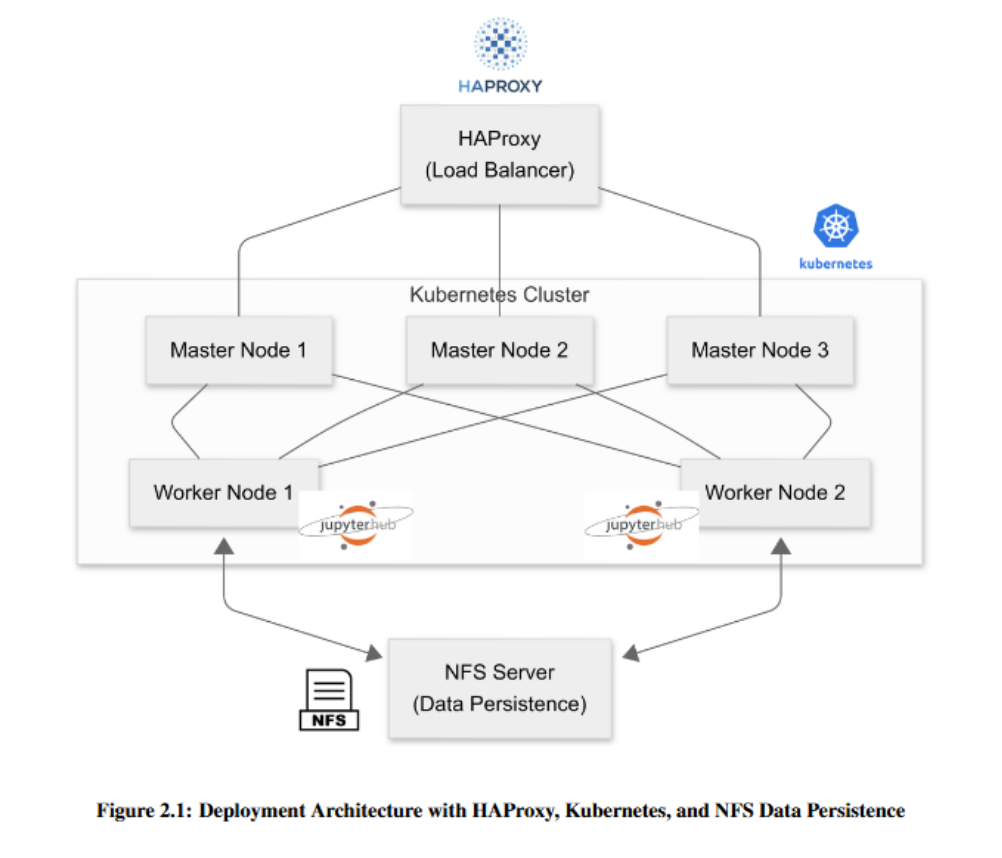 HAPROXY
HAProxy
(Load Balancer)
kubernetes
Kubernetes Cluster
Master Node 1
Master Node 2
Master Node 3
Worker Node 1
jupyterhub
jupyterhub
Worker Node 2
NFS Server
(Data Persistence)
NFS
Figure 2.1: Deployment Architecture with HAProxy, Kubernetes, and NFS Data Persistence